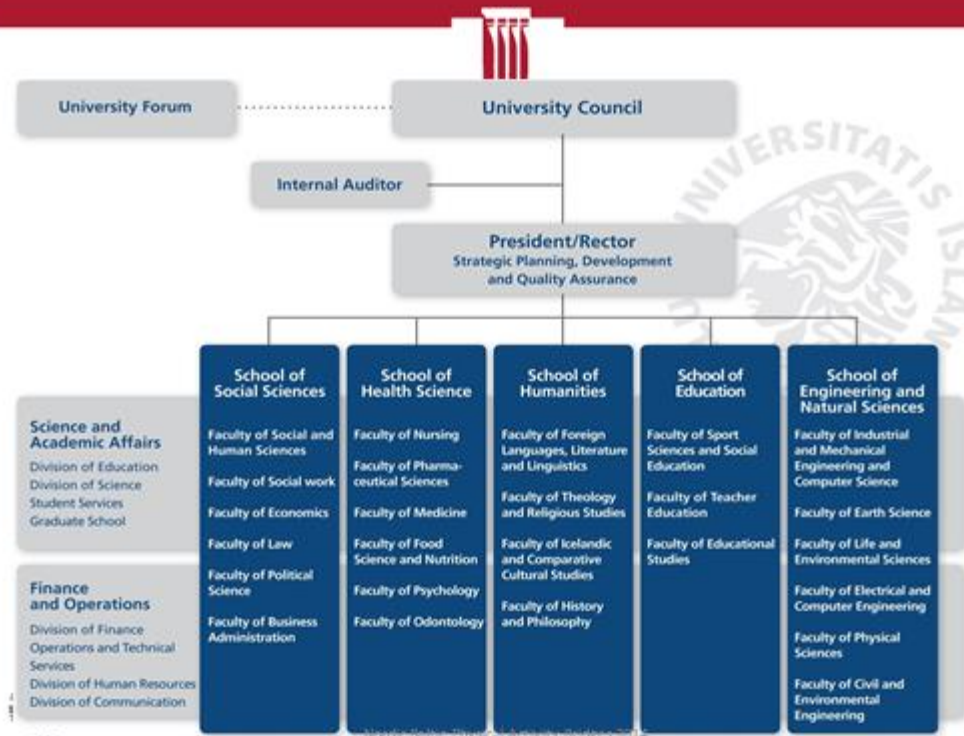 University Forum
University Council
Internal Auditor
President/Rector
Strategic Planning, Development
and Quality Assurance
UNIVERSITATIS ISLAN
School of
Social Sciences
Faculty of Social and
Human Sciences
Faculty of Social work
Faculty of Economics
Faculty of Law
Faculty of Political
Science
Faculty of Business
Administration
School of
Health Science
Faculty of Nursing
Faculty of Pharma-
ceutical Sciences
Faculty of Medicine
Faculty of Food
Science and Nutrition
Faculty of Psychology
Faculty of Odontology
School of
Humanities
Faculty of Foreign
Languages, Literature
and Linguistics
Faculty of Theology
and Religious Studies
Faculty of Icelandic
and Comparative
Cultural Studies
Faculty of History
and Philosophy
School of
Education
Faculty of Sport
Sciences and Social
Education
Faculty of Teacher
Education
Faculty of Educational
Studies
School of
Engineering and
Natural Sciences
Faculty of Industrial
and Mechanical
Engineering and
Computer Science
Faculty of Earth Science
Faculty of Life and
Environmental Sciences
Faculty of Electrical and
Computer Engineering
Faculty of Physical
Sciences
Faculty of Civil and
Environmental
Engineering
Science and
Academic Affairs
Division of Education
Division of Science
Student Services
Graduate School
Finance
and Operations
Division of Finance
Operations and Technical
Services
Division of Human Resources
Division of Communication